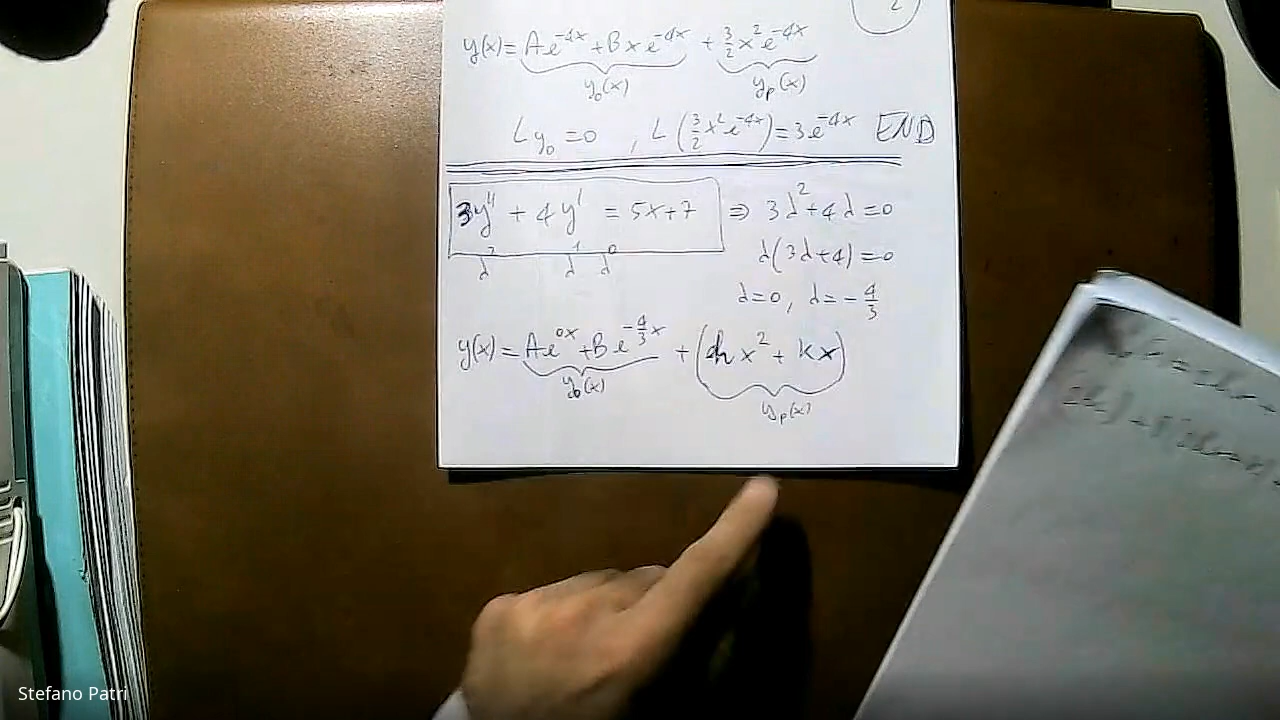 2
y(x) = Ae^{-4x} + Bxe^{-4x} + 3/2 x^2 e^{-4x}
y_0(x) y_p(x)
Ly_0 = 0 , L(3/2 x^2 e^{-4x}) = 3e^{-4x} END
3y'' + 4y' = 5x+7 ⇒ 3λ^2+4λ=0
λ^2 λ^1 λ^0 λ(3λ+4)=0
λ=0, λ=-4/3
y(x) = Ae^{0x} + Be^{-4/3 x} + (hx^2 + kx)
y_0(x) y_p(x)
Stefano Patri